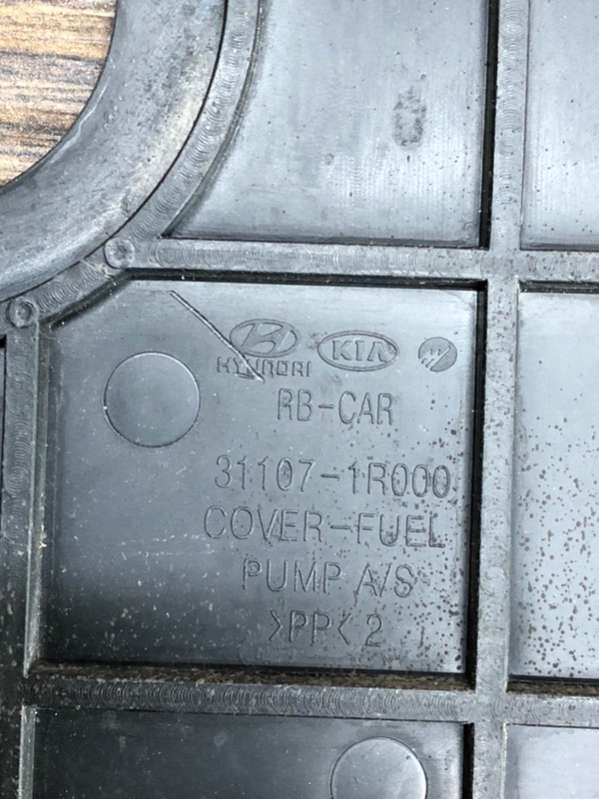 HYUNDAI KIA
RB-CAR
31107-1R000
COVER-FUEL
PUMP A/S
>PP< 2